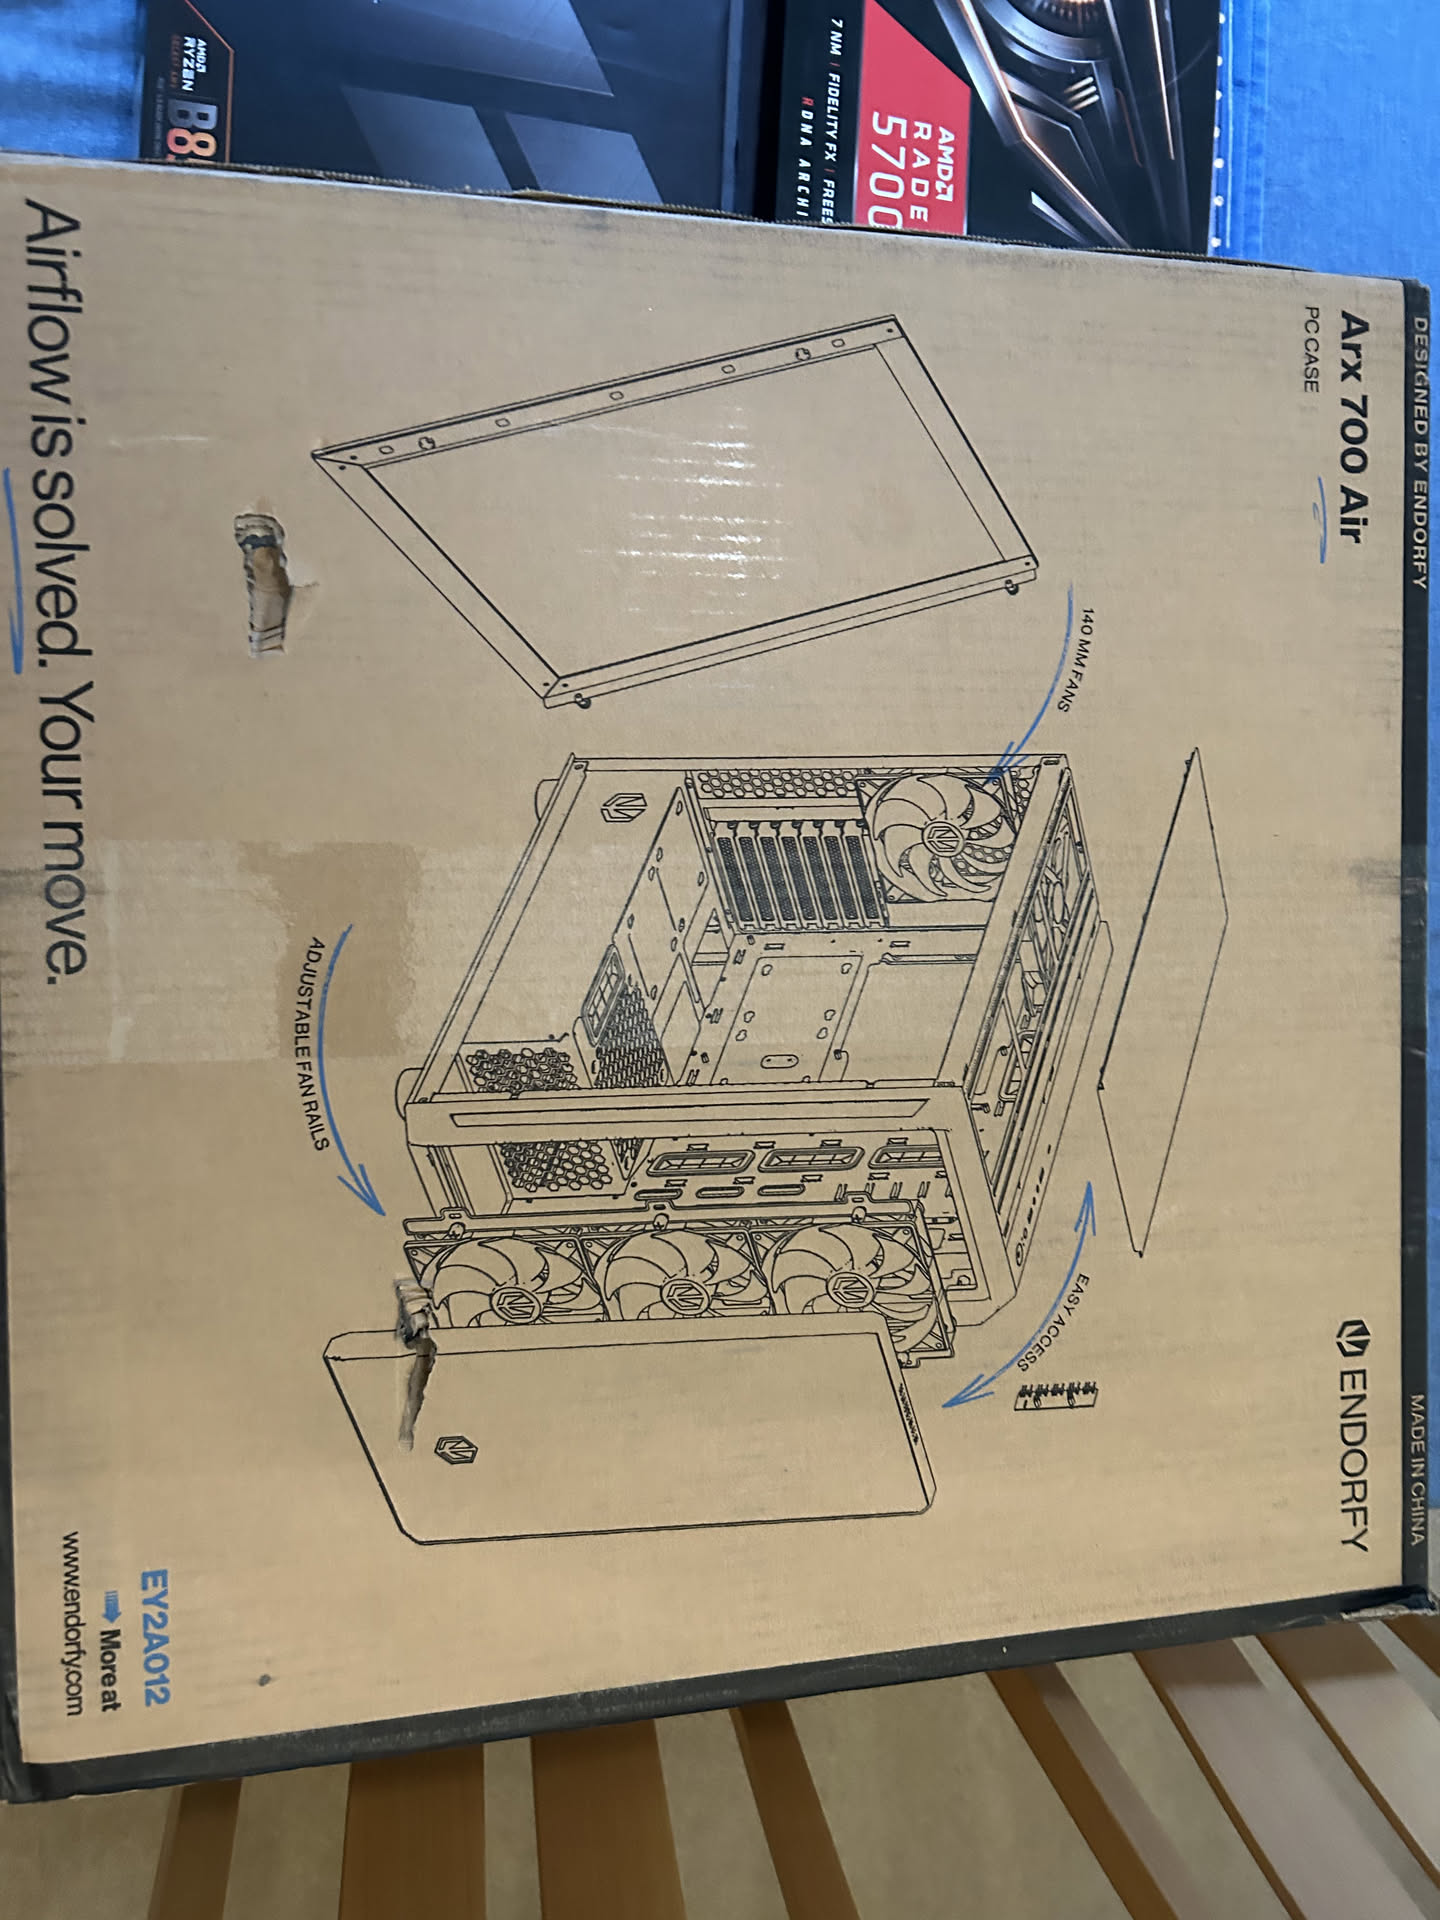 DESIGNED BY ENDORFY
MADE IN CHINA
Arx 700 Air
PC CASE
ENDORFY
140 MM FANS
EASY ACCESS
ADJUSTABLE FAN RAILS
EY2A012
More at
www.endorfy.com
Airflow is solved. Your move.
AMD
RADE
5700
7 NM | FIDELITY FX | FREES
RDNA ARCHI
AMD
RYZEN
B8